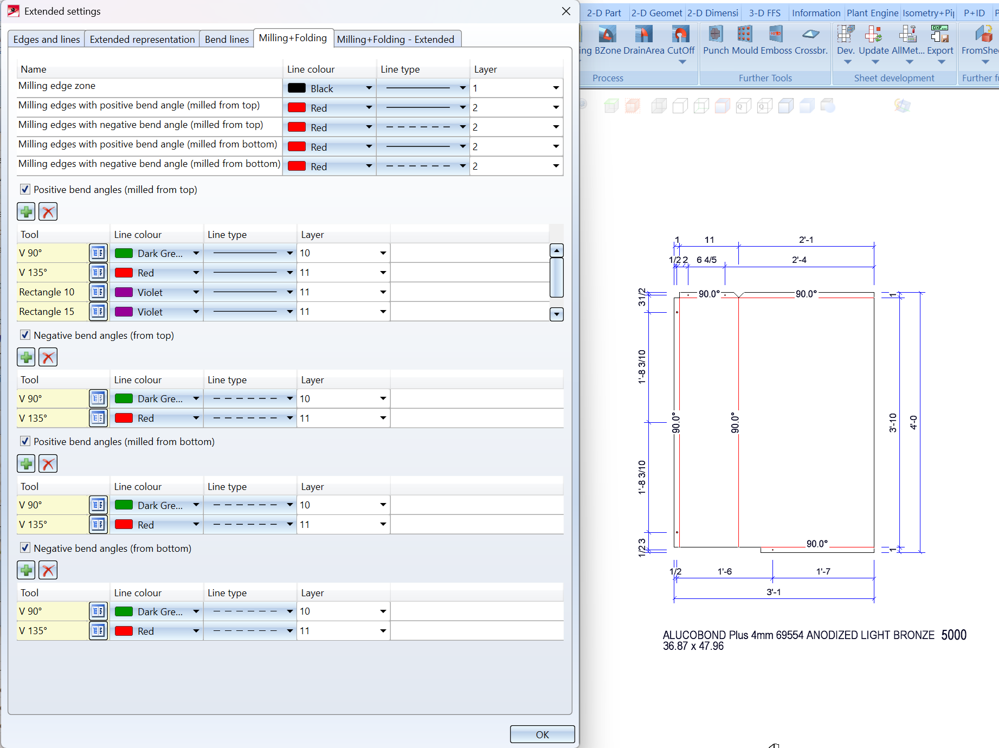 Extended settings
Edges and lines
Extended representation
Bend lines
Milling+Folding
Milling+Folding - Extended
Name Line colour Line type Layer
Milling edge zone Black 1
Milling edges with positive bend angle (milled from top) Red 2
Milling edges with negative bend angle (milled from top) Red 2
Milling edges with positive bend angle (milled from bottom) Red 2
Milling edges with negative bend angle (milled from bottom) Red 2
Positive bend angles (milled from top)
Tool Line colour Line type Layer
V 90° Dark Gre... 10
V 135° Red 11
Rectangle 10 Violet 11
Rectangle 15 Violet 11
Negative bend angles (from top)
Tool Line colour Line type Layer
V 90° Dark Gre... 10
V 135° Red 11
Positive bend angles (milled from bottom)
Tool Line colour Line type Layer
V 90° Dark Gre... 10
V 135° Red 11
Negative bend angles (from bottom)
Tool Line colour Line type Layer
V 90° Dark Gre... 10
V 135° Red 11
OK
2-D Part 2-D Geomet 2-D Dimensi 3-D FFS Information Plant Engine Isometry+Pi P+ID
DXF...
ing BZone DrainArea CutOff Punch Mould Emboss Crossbr. Dev. Update AllMet... Export FromShe
Process Further Tools Sheet development Further f
Q Q
1 11 2'-1
1/2 2 6 4/5 2'-4
3 1/2
90.0° 90.0°
1
1'-8 3/10
90.0°
90.0°
3'-10
4'-0
1'-8 3/10
1/2 3
90.0°
1
1/2 1'-6 1'-7
3'-1
ALUCOBOND Plus 4mm 69554 ANODIZED LIGHT BRONZE 5000
36.87 x 47.96